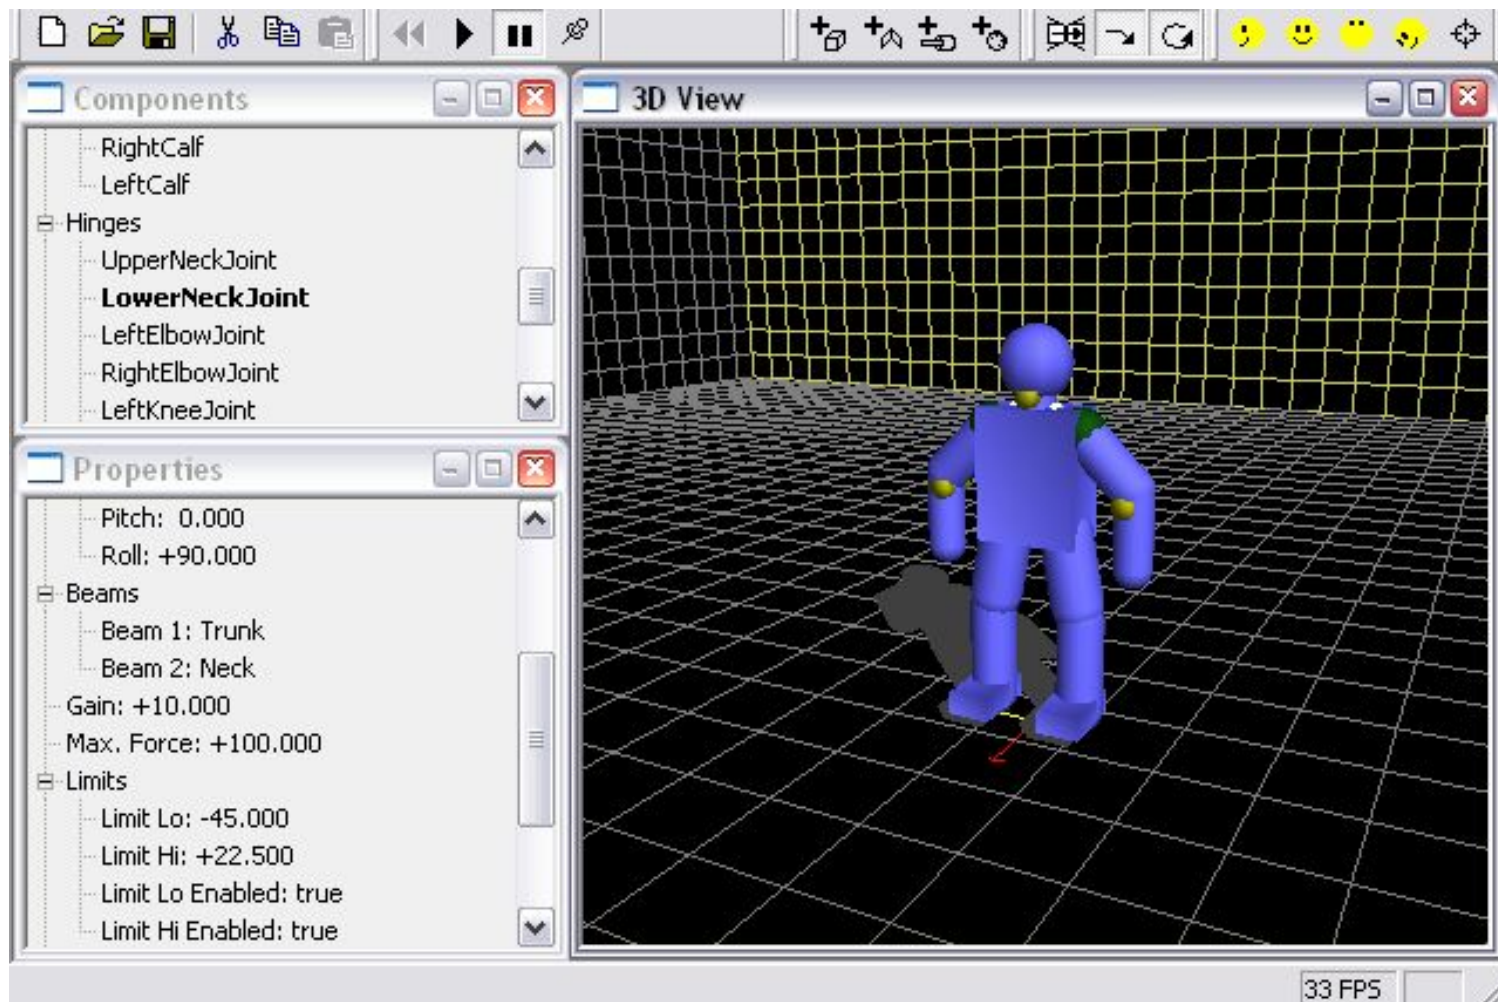 Components
RightCalf
LeftCalf
Hinges
UpperNeckJoint
LowerNeckJoint
LeftElbowJoint
RightElbowJoint
LeftKneeJoint
Properties
Pitch: 0.000
Roll: +90.000
Beams
Beam 1: Trunk
Beam 2: Neck
Gain: +10.000
Max. Force: +100.000
Limits
Limit Lo: -45.000
Limit Hi: +22.500
Limit Lo Enabled: true
Limit Hi Enabled: true
3D View
33 FPS